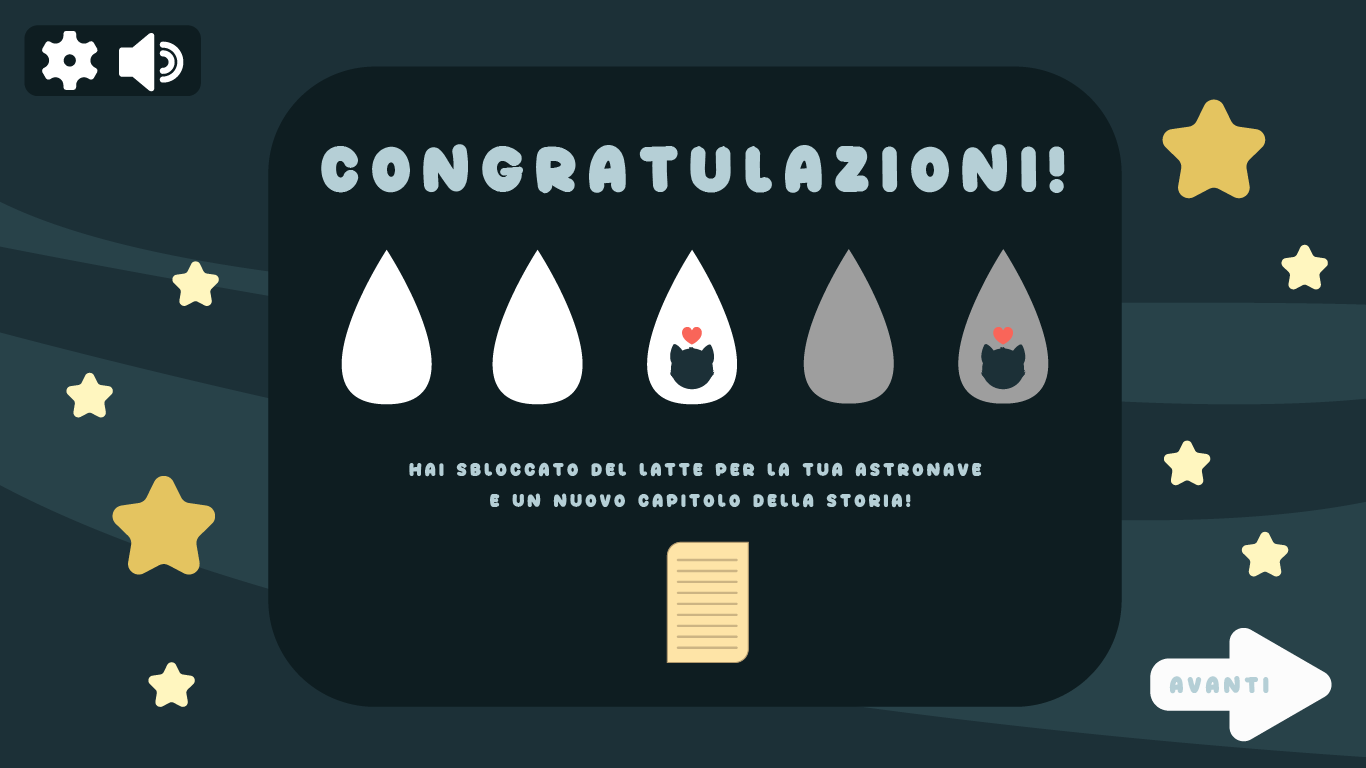 CONGRATULAZIONI!
HAI SBLOCCATO DEL LATTE PER LA TUA ASTRONAVE
E UN NUOVO CAPITOLO DELLA STORIA!
AVANTI